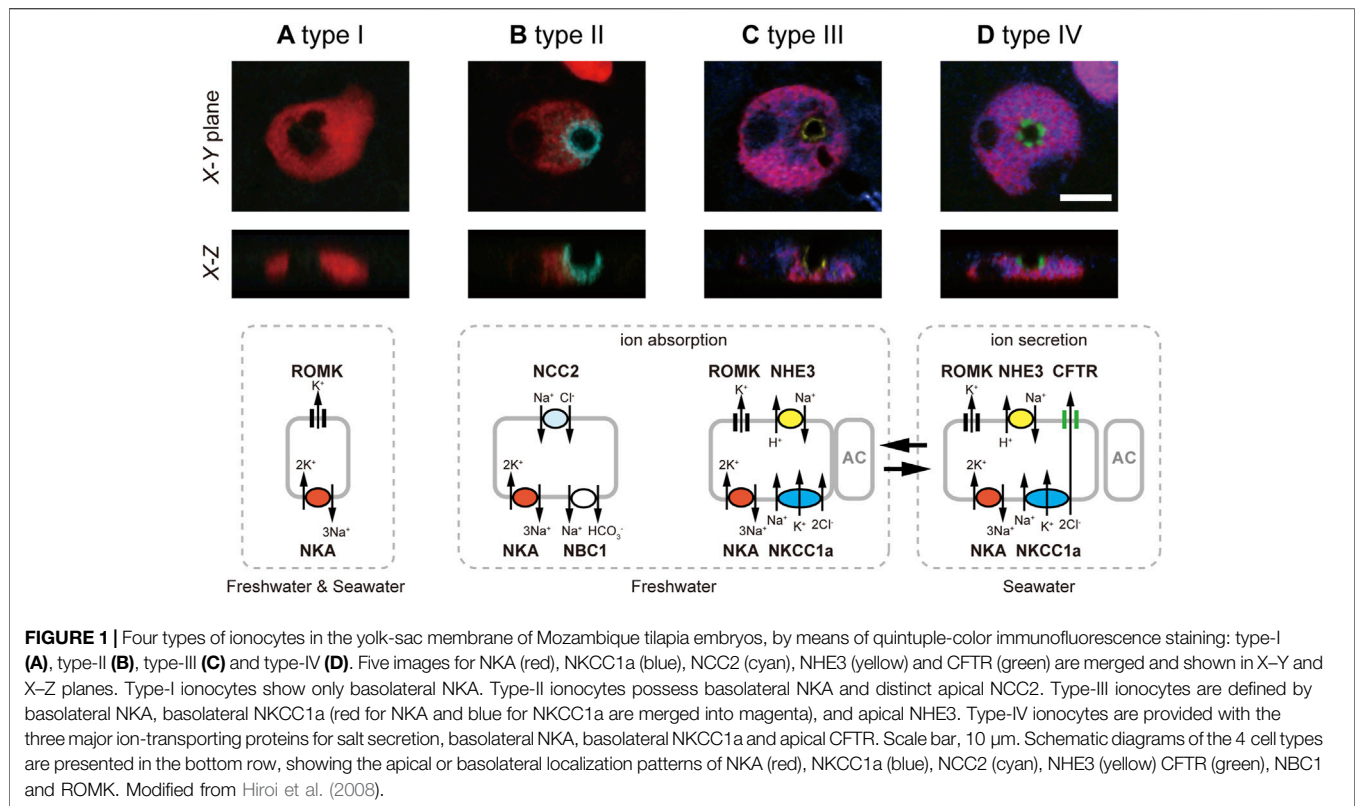 A type I
B type II
C type III
D type IV
X-Y plane
X-Z
ion absorption
ion secretion
ROMK
K⁺
2K⁺
3Na⁺
NKA
Freshwater & Seawater
NCC2
Na⁺ Cl⁻
2K⁺
3Na⁺ Na⁺ HCO₃⁻
NKA NBC1
ROMK NHE3
K⁺ Na⁺
H⁺
AC
2K⁺
3Na⁺ Na⁺ K⁺ 2Cl⁻
NKA NKCC1a
Freshwater
ROMK NHE3 CFTR
K⁺ Na⁺
H⁺
AC
2K⁺
3Na⁺ Na⁺ K⁺ 2Cl⁻
NKA NKCC1a
Seawater
FIGURE 1 | Four types of ionocytes in the yolk-sac membrane of Mozambique tilapia embryos, by means of quintuple-color immunofluorescence staining: type-I
(A), type-II (B), type-III (C) and type-IV (D). Five images for NKA (red), NKCC1a (blue), NCC2 (cyan), NHE3 (yellow) and CFTR (green) are merged and shown in X–Y and
X–Z planes. Type-I ionocytes show only basolateral NKA. Type-II ionocytes possess basolateral NKA and distinct apical NCC2. Type-III ionocytes are defined by
basolateral NKA, basolateral NKCC1a (red for NKA and blue for NKCC1a are merged into magenta), and apical NHE3. Type-IV ionocytes are provided with the
three major ion-transporting proteins for salt secretion, basolateral NKA, basolateral NKCC1a and apical CFTR. Scale bar, 10 µm. Schematic diagrams of the 4 cell types
are presented in the bottom row, showing the apical or basolateral localization patterns of NKA (red), NKCC1a (blue), NCC2 (cyan), NHE3 (yellow) CFTR (green), NBC1
and ROMK. Modified from Hiroi et al. (2008).